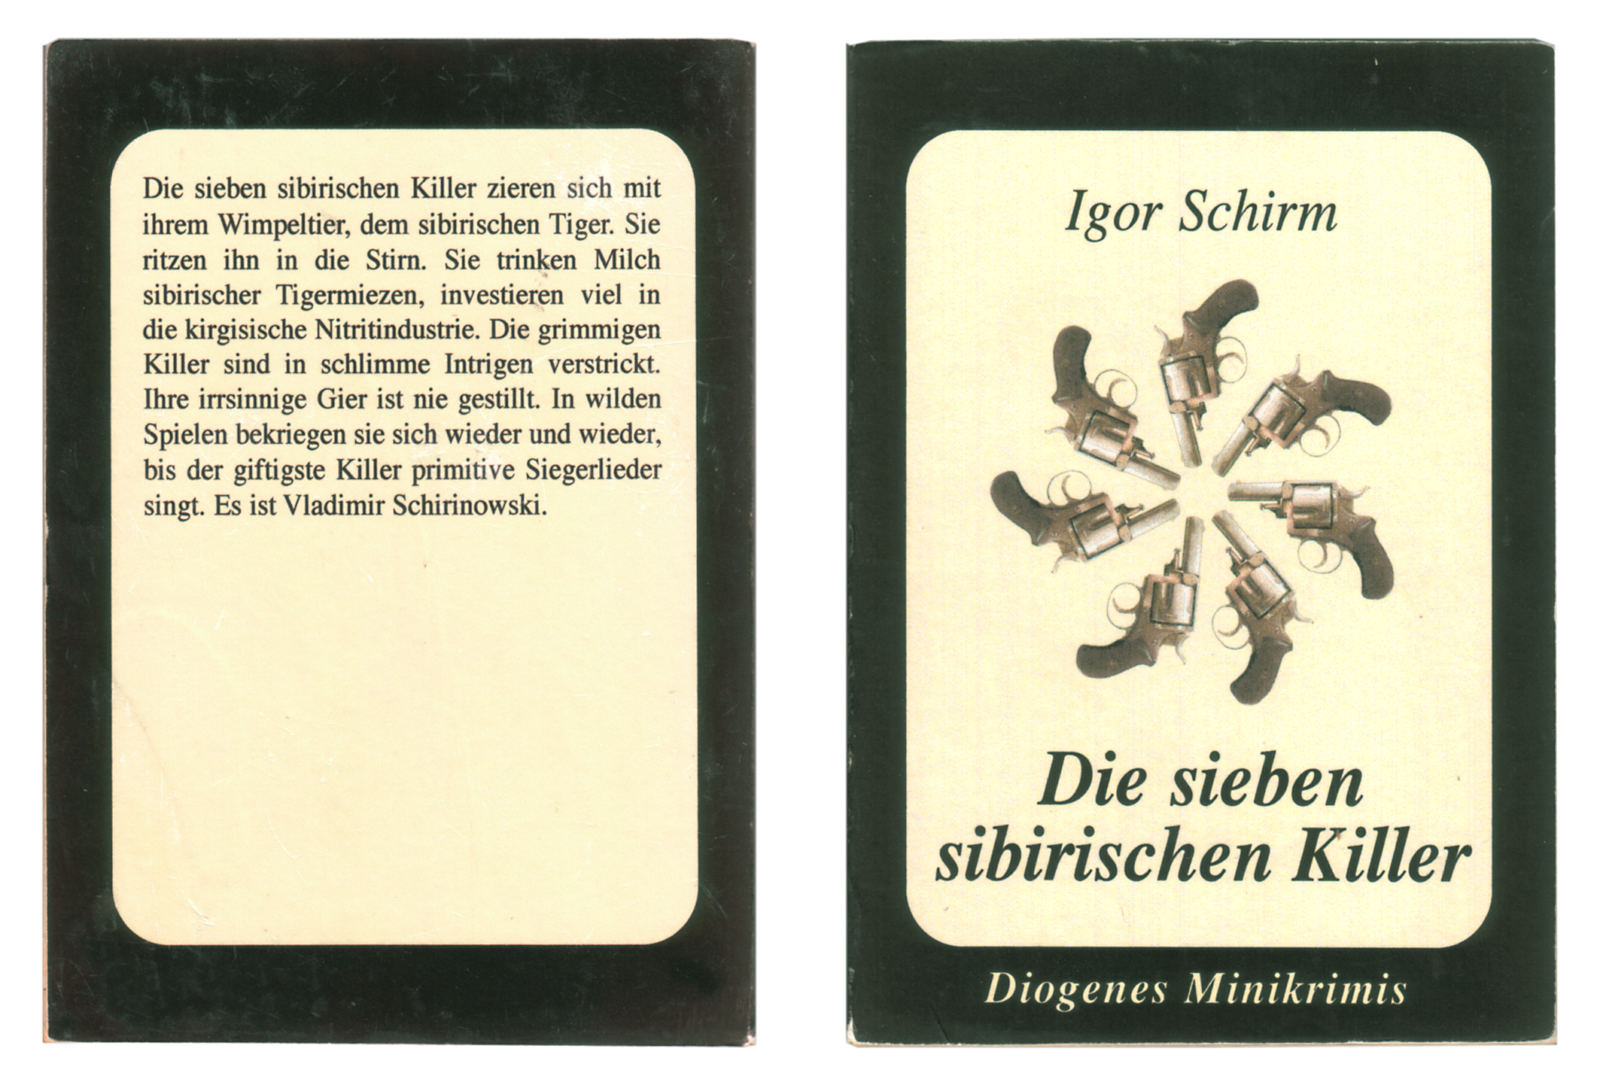 Die sieben sibirischen Killer zieren sich mit
ihrem Wimpeltier, dem sibirischen Tiger. Sie
ritzen ihn in die Stirn. Sie trinken Milch
sibirischer Tigermiezen, investieren viel in
die kirgisische Nitritindustrie. Die grimmigen
Killer sind in schlimme Intrigen verstrickt.
Ihre irrsinnige Gier ist nie gestillt. In wilden
Spielen bekriegen sie sich wieder und wieder,
bis der giftigste Killer primitive Siegerlieder
singt. Es ist Vladimir Schirinowski.
Igor Schirm
Die sieben
sibirischen Killer
Diogenes Minikrimis